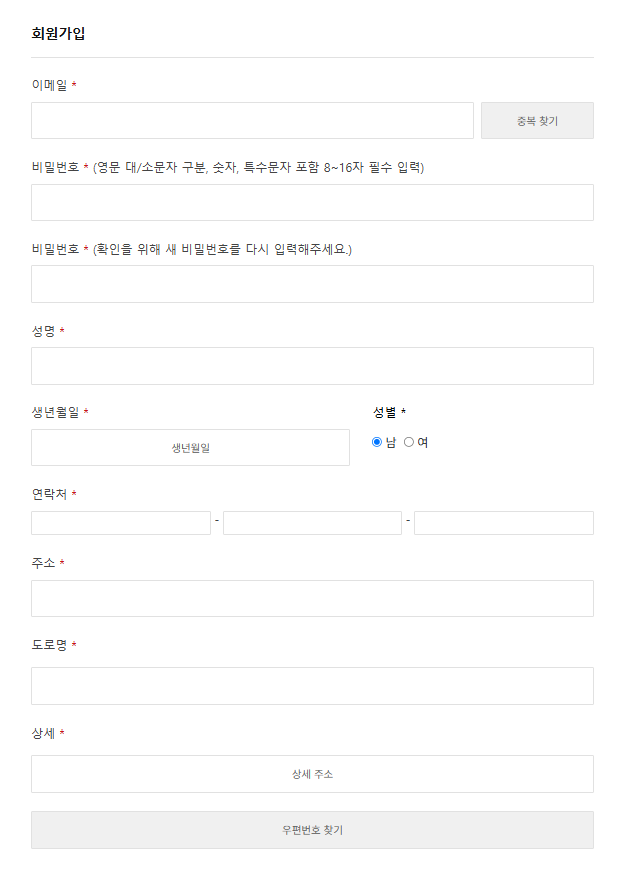 회원가입
이메일 *
중복 찾기
비밀번호 * (영문 대/소문자 구분, 숫자, 특수문자 포함 8~16자 필수 입력)
비밀번호 * (확인을 위해 새 비밀번호를 다시 입력해주세요.)
성명 *
생년월일 * 성별 *
생년월일 남 여
연락처 *
- -
주소 *
도로명 *
상세 *
상세 주소
우편번호 찾기